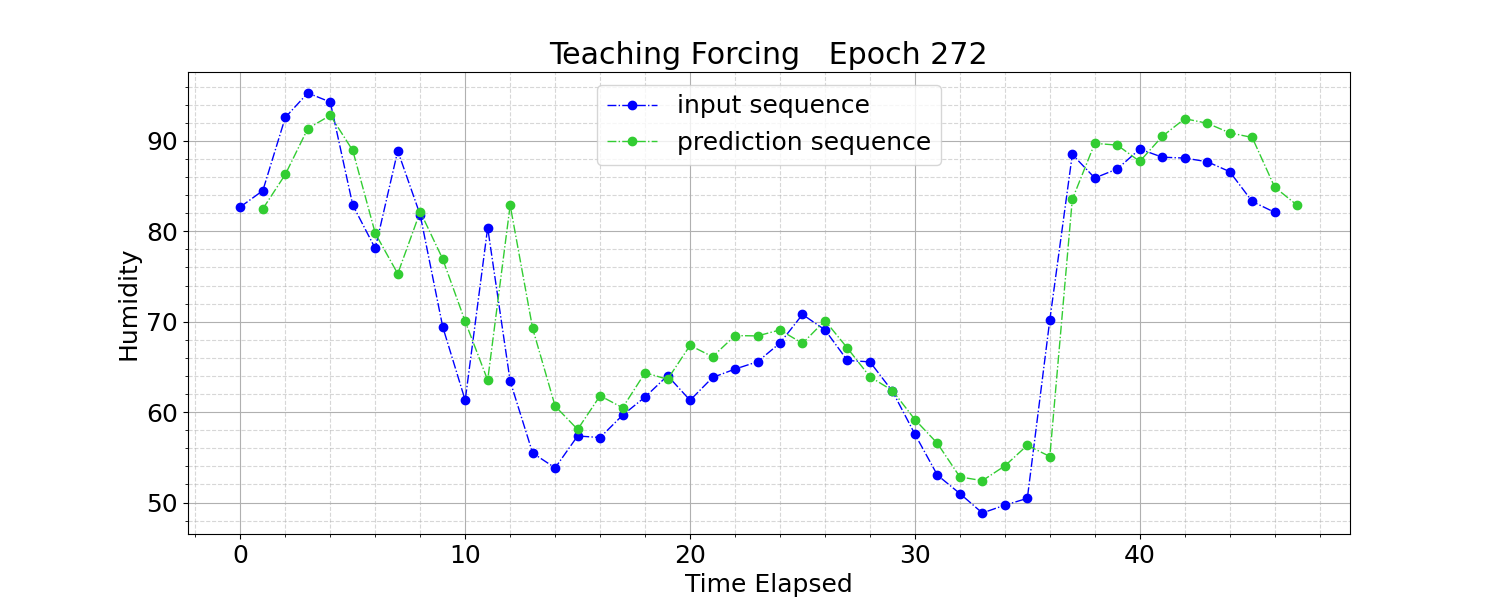 Teaching Forcing   Epoch 272
input sequence
prediction sequence
Humidity
90
80
70
60
50
0 10 20 30 40
Time Elapsed